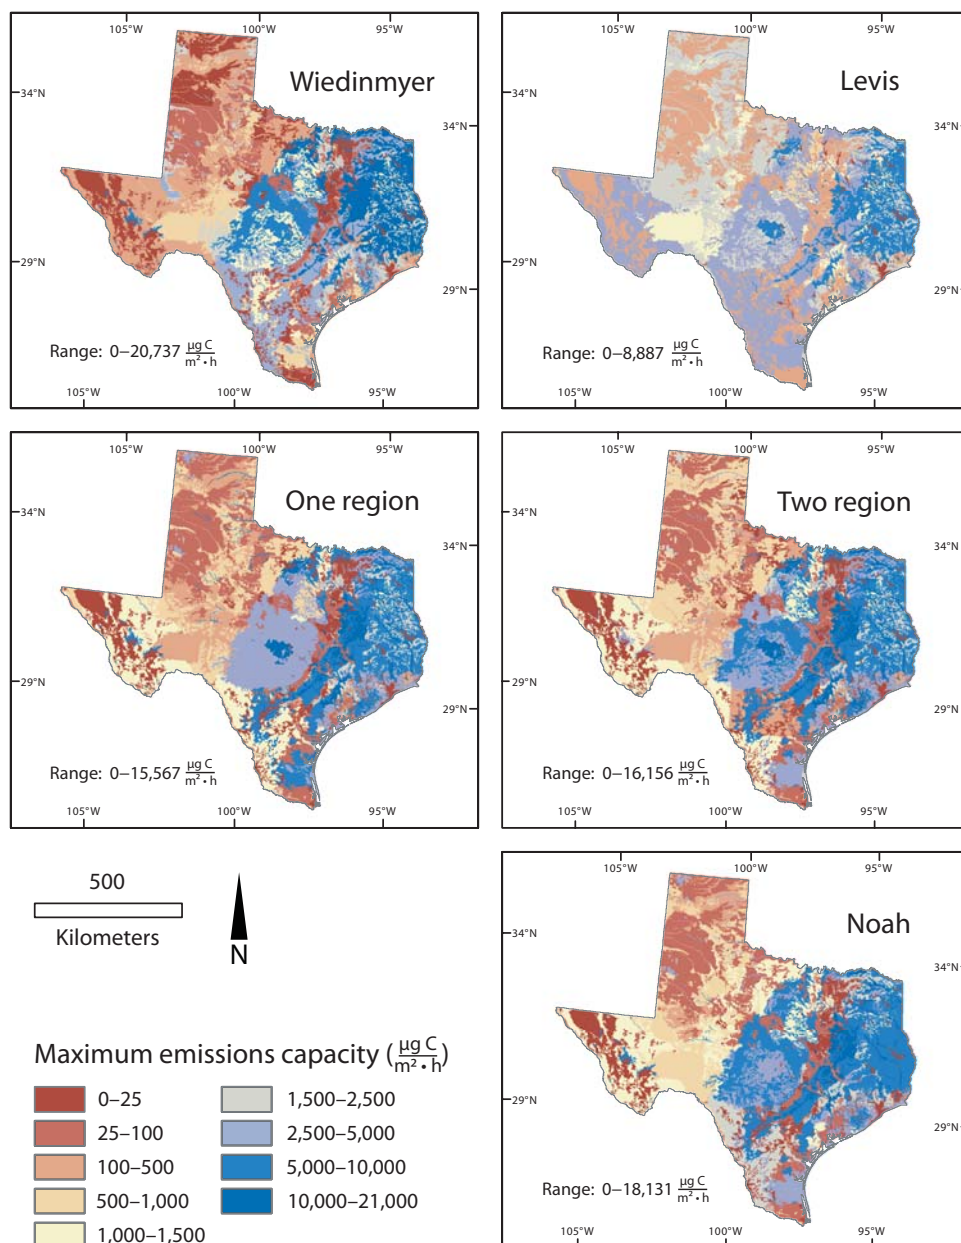 105°W 100°W 95°W
Wiedinmyer
34°N
34°N
29°N
29°N
Range: 0–20,737 µg C / m² • h
105°W 100°W 95°W
105°W 100°W 95°W
Levis
34°N
34°N
29°N
29°N
Range: 0–8,887 µg C / m² • h
105°W 100°W 95°W
105°W 100°W 95°W
One region
34°N
34°N
29°N
29°N
Range: 0–15,567 µg C / m² • h
105°W 100°W 95°W
105°W 100°W 95°W
Two region
34°N
34°N
29°N
29°N
Range: 0–16,156 µg C / m² • h
105°W 100°W 95°W
500
Kilometers
N
105°W 100°W 95°W
Noah
34°N
34°N
29°N
29°N
Range: 0–18,131 µg C / m² • h
105°W 100°W 95°W
Maximum emissions capacity (µg C / m² • h)
0–25
25–100
100–500
500–1,000
1,000–1,500
1,500–2,500
2,500–5,000
5,000–10,000
10,000–21,000